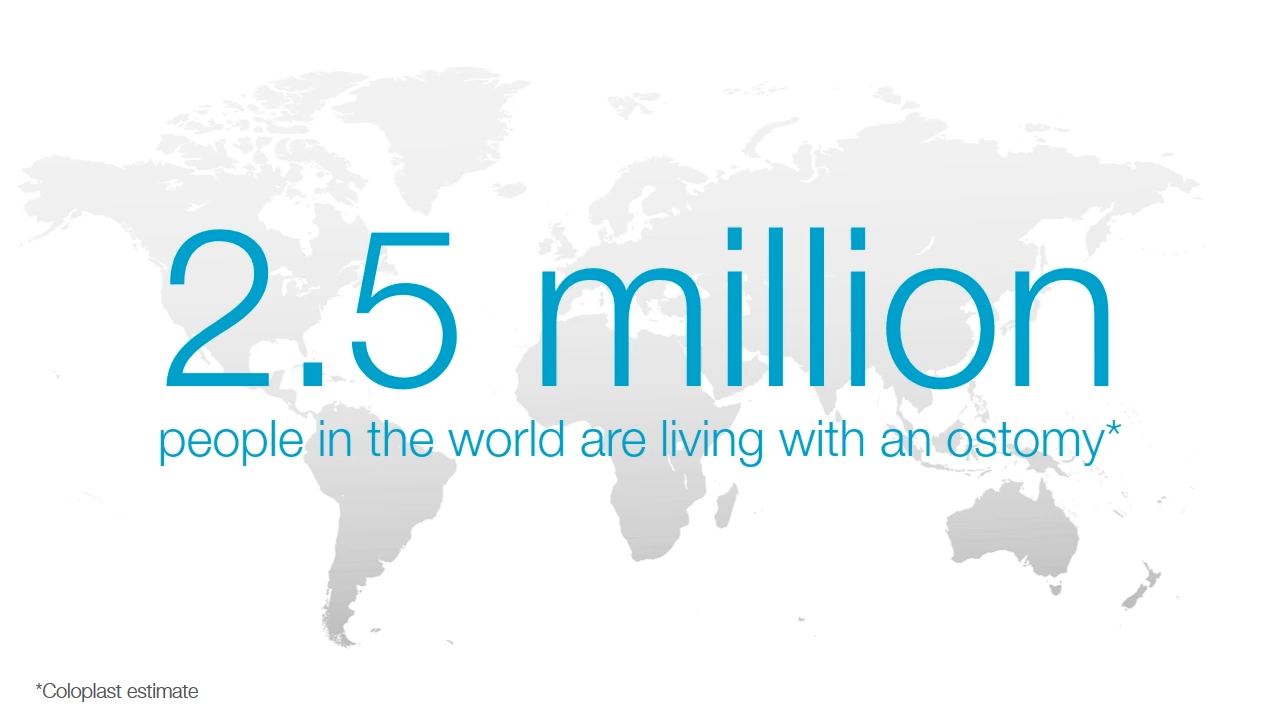 2.5 million
people in the world are living with an ostomy*
*Coloplast estimate